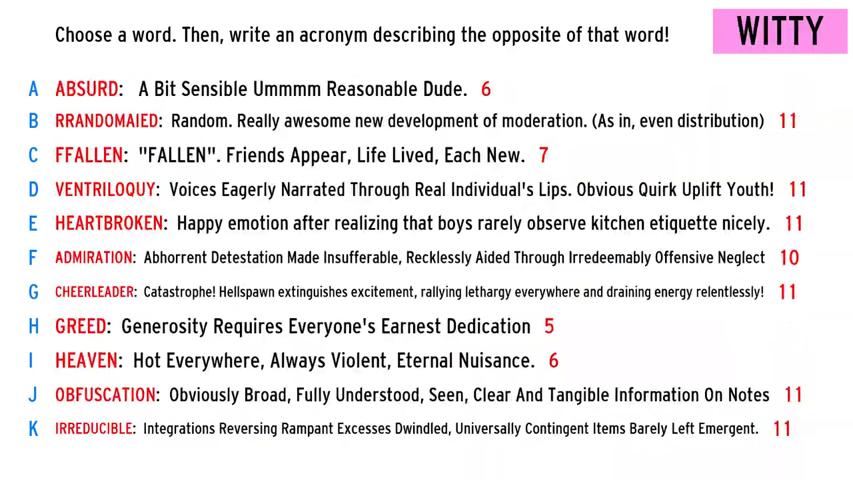 Choose a word. Then, write an acronym describing the opposite of that word!
WITTY
A ABSURD: A Bit Sensible Ummmm Reasonable Dude. 6
B RRANDOMAIED: Random. Really awesome new development of moderation. (As in, even distribution) 11
C FFALLEN: "FALLEN". Friends Appear, Life Lived, Each New. 7
D VENTRILOQUY: Voices Eagerly Narrated Through Real Individual's Lips. Obvious Quirk Uplift Youth! 11
E HEARTBROKEN: Happy emotion after realizing that boys rarely observe kitchen etiquette nicely. 11
F ADMIRATION: Abhorrent Detestation Made Insufferable, Recklessly Aided Through Irredeemably Offensive Neglect 10
G CHEERLEADER: Catastrophe! Hellspawn extinguishes excitement, rallying lethargy everywhere and draining energy relentlessly! 11
H GREED: Generosity Requires Everyone's Earnest Dedication 5
I HEAVEN: Hot Everywhere, Always Violent, Eternal Nuisance. 6
J OBFUSCATION: Obviously Broad, Fully Understood, Seen, Clear And Tangible Information On Notes 11
K IRREDUCIBLE: Integrations Reversing Rampant Excesses Dwindled, Universally Contingent Items Barely Left Emergent. 11